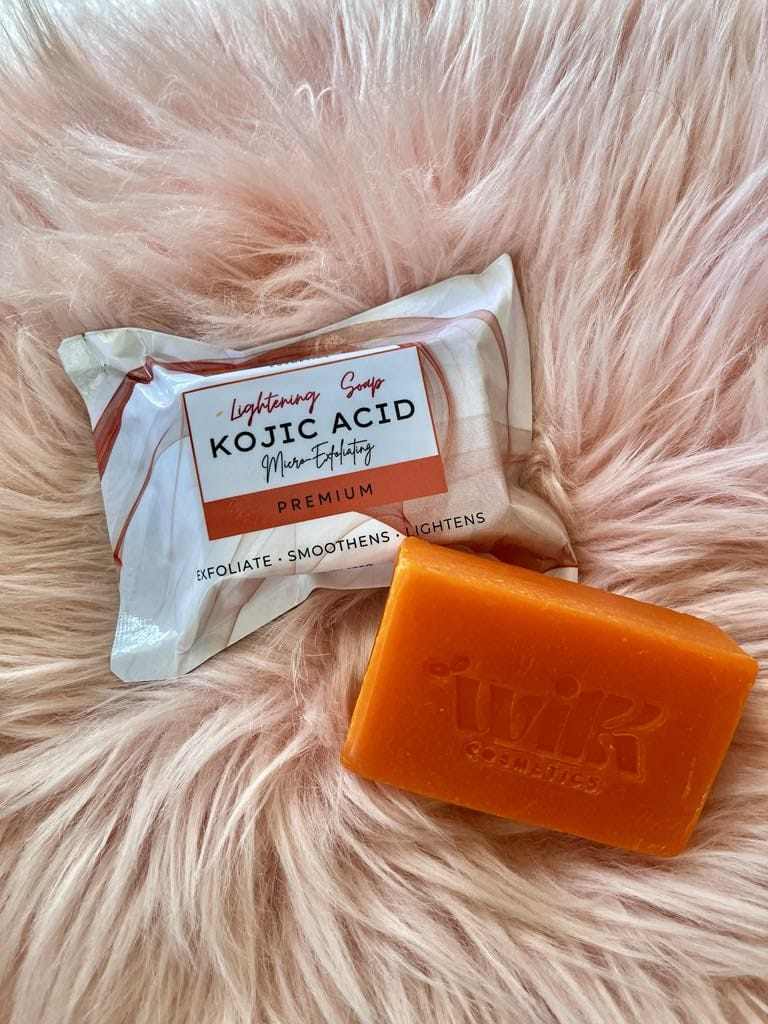 Lightening Soap
KOJIC ACID
Micro-Exfoliating
PREMIUM
EXFOLIATE · SMOOTHENS · LIGHTENS
WiK
COSMETICS